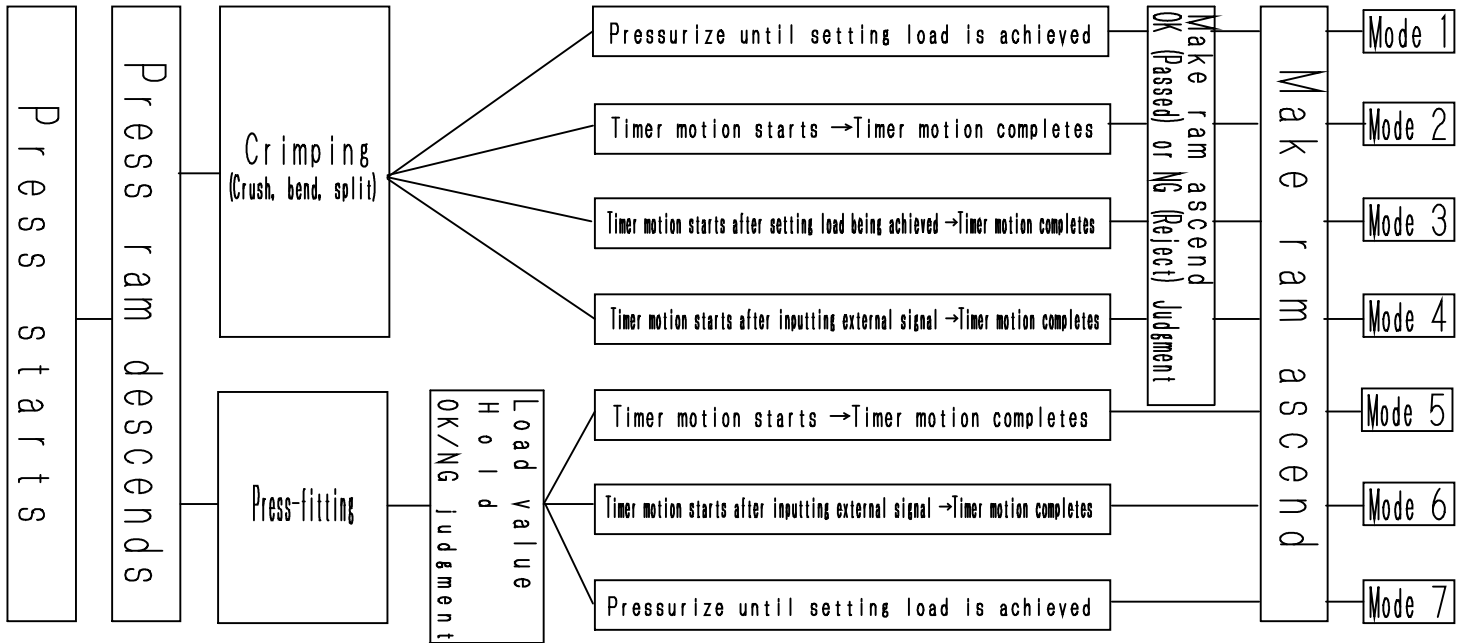 Press starts
Press ram descends
Crimping
(Crush, bend, split)
Pressurize until setting load is achieved
Timer motion starts →Timer motion completes
Timer motion starts after setting load being achieved →Timer motion completes
Timer motion starts after inputting external signal →Timer motion completes
Make ram ascend
OK (Passed) or NG (Reject) Judgment
Press-fitting
Load value
Hold
OK/NG judgment
Timer motion starts →Timer motion completes
Timer motion starts after inputting external signal →Timer motion completes
Pressurize until setting load is achieved
Make ram ascend
Mode 1
Mode 2
Mode 3
Mode 4
Mode 5
Mode 6
Mode 7